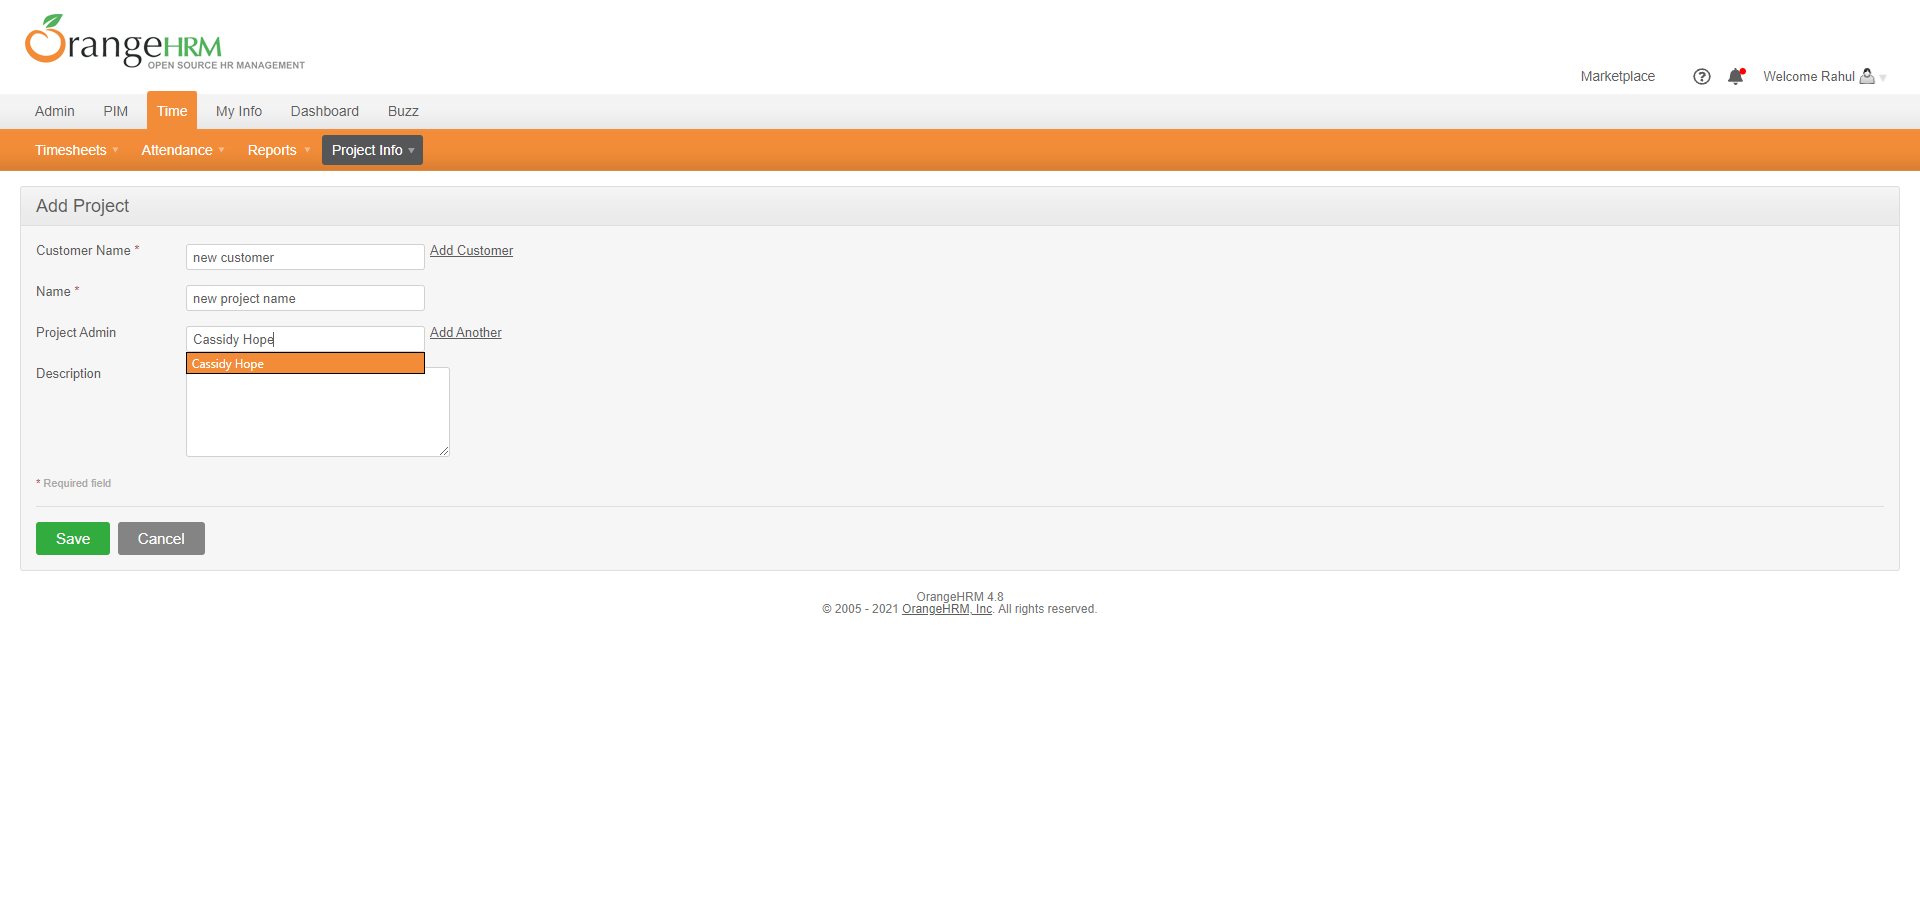 OrangeHRM
OPEN SOURCE HR MANAGEMENT
Marketplace
Welcome Rahul
Admin PIM Time My Info Dashboard Buzz
Timesheets Attendance Reports Project Info
Add Project
Customer Name * new customer Add Customer
Name * new project name
Project Admin Cassidy Hope Add Another
Cassidy Hope
Description
* Required field
Save Cancel
OrangeHRM 4.8
© 2005 - 2021 OrangeHRM, Inc. All rights reserved.